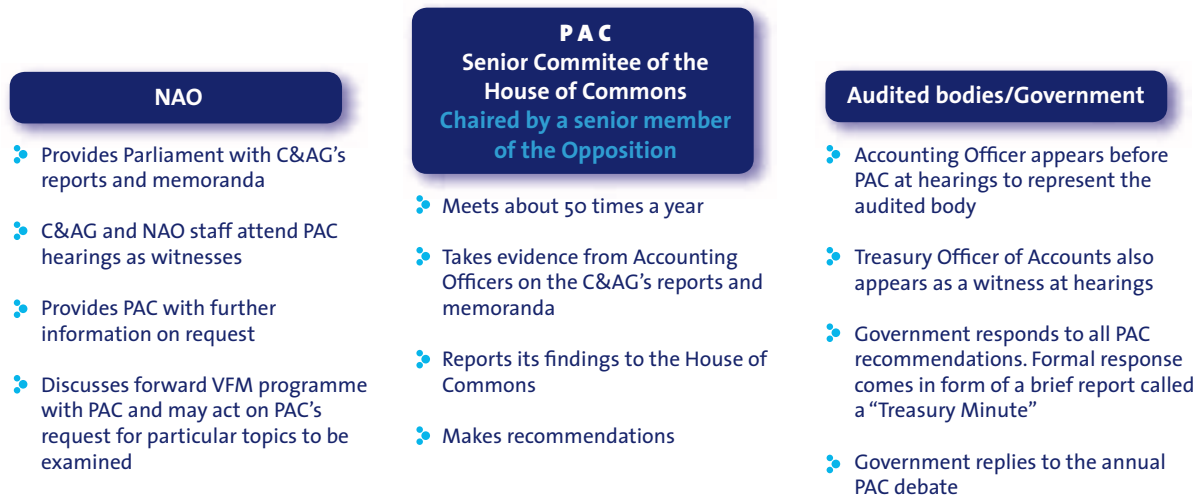 NAO
Provides Parliament with C&AG's
reports and memoranda
C&AG and NAO staff attend PAC
hearings as witnesses
Provides PAC with further
information on request
Discusses forward VFM programme
with PAC and may act on PAC's
request for particular topics to be
examined
PAC
Senior Commitee of the
House of Commons
Chaired by a senior member
of the Opposition
Meets about 50 times a year
Takes evidence from Accounting
Officers on the C&AG's reports and
memoranda
Reports its findings to the House of
Commons
Makes recommendations
Audited bodies/Government
Accounting Officer appears before
PAC at hearings to represent the
audited body
Treasury Officer of Accounts also
appears as a witness at hearings
Government responds to all PAC
recommendations. Formal response
comes in form of a brief report called
a “Treasury Minute”
Government replies to the annual
PAC debate